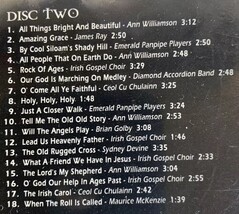 DISC TWO
1. All Things Bright And Beautiful - Ann Williamson 3:32
2. Amazing Grace - James Ray 2:50
3. By Cool Siloam's Shady Hill - Emerald Panpipe Players 2:50
4. All People That On Earth Do - Ann Williamson 2:21
5. Rock Of Ages - Irish Gospel Choir 3:29
6. Our God Is Marching On Medley - Diamond Accordion Band 2:48
7. O' Come All Ye Faithful - Ceol Cu Chulainn 2:25
8. Holy, Holy, Holy 1:48
9. Just A Closer Walk - Emerald Panpipe Players 3:24
10. Tell Me The Old Old Story - Ann Williamson 2:53
11. Will The Angels Play - Brian Golby 3:08
12. Lead Us Heavenly Father - Irish Gospel Choir 1:46
13. The Old Rugged Cross - Sydney Devine 3:35
14. What A Friend We Have In Jesus - Irish Gospel Choir 2:33
15. The Lord's My Shepherd - Ann Williamson 2:44
16. O' God Our Help In Ages Past - Irish Gospel Choir 2:55
17. The Irish Carol - Ceol Cu Chulainn 2:42
18. When The Roll Is Called - Maurice McKenzie 1:39